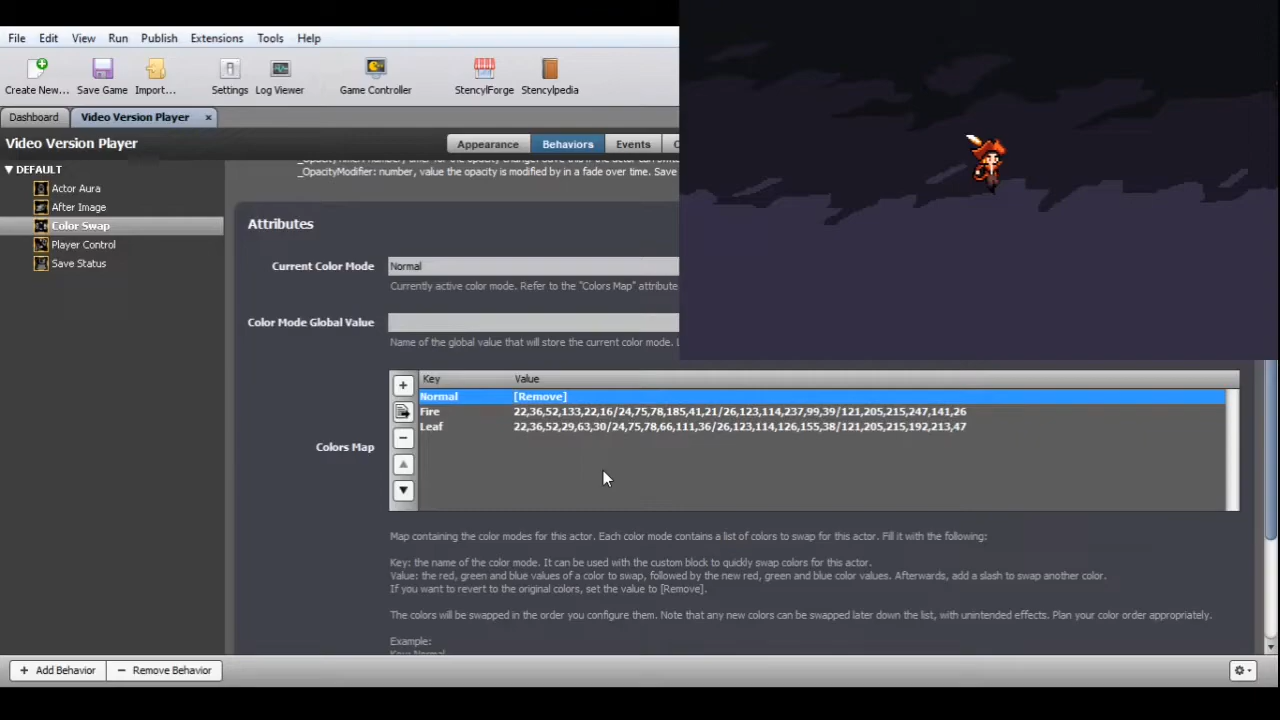 File Edit View Run Publish Extensions Tools Help
Create New... Save Game Import... Settings Log Viewer Game Controller StencylForge Stencylpedia
Dashboard Video Version Player ×
Video Version Player Appearance Behaviors Events
DEFAULT
Actor Aura
After Image
Color Swap
Player Control
Save Status
_OpacityModifier: number, value the opacity is modified by in a fade over time. Save
Attributes
Current Color Mode Normal
Currently active color mode. Refer to the "Colors Map" attribute
Color Mode Global Value
Name of the global value that will store the current color mode.
Key Value
Normal [Remove]
Fire 22,36,52,133,22,16/24,75,78,185,41,21/26,123,114,237,99,39/121,205,215,247,141,26
Leaf 22,36,52,29,63,30/24,75,78,66,111,36/26,123,114,126,155,38/121,205,215,192,213,47
Colors Map
Map containing the color modes for this actor. Each color mode contains a list of colors to swap for this actor. Fill it with the following:
Key: the name of the color mode. It can be used with the custom block to quickly swap colors for this actor.
Value: the red, green and blue values of a color to swap, followed by the new red, green and blue color values. Afterwards, add a slash to swap another color.
If you want to revert to the original colors, set the value to [Remove].
The colors will be swapped in the order you configure them. Note that any new colors can be swapped later down the list, with unintended effects. Plan your color order appropriately.
Example:
+ Add Behavior − Remove Behavior